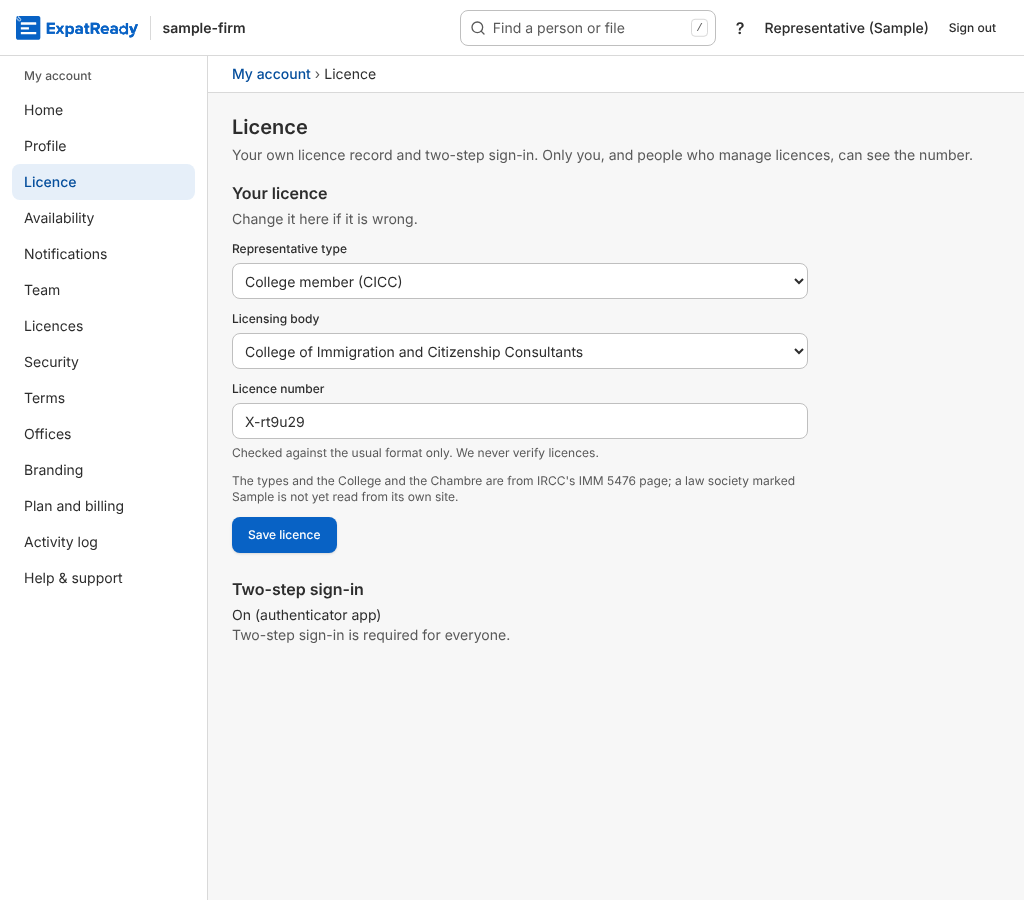 ExpatReady
sample-firm
Find a person or file
/
?
Representative (Sample)
Sign out
My account
Home
Profile
Licence
Availability
Notifications
Team
Licences
Security
Terms
Offices
Branding
Plan and billing
Activity log
Help & support
My account › Licence
Licence
Your own licence record and two-step sign-in. Only you, and people who manage licences, can see the number.
Your licence
Change it here if it is wrong.
Representative type
College member (CICC)
Licensing body
College of Immigration and Citizenship Consultants
Licence number
X-rt9u29
Checked against the usual format only. We never verify licences.
The types and the College and the Chambre are from IRCC's IMM 5476 page; a law society marked
Sample is not yet read from its own site.
Save licence
Two-step sign-in
On (authenticator app)
Two-step sign-in is required for everyone.